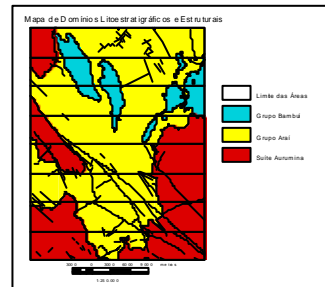 Mapa de Domínios Litoestratigráficos e Estruturais
Limite das Áreas
Grupo Bambuí
Grupo Araí
Suíte Aurumina
metros